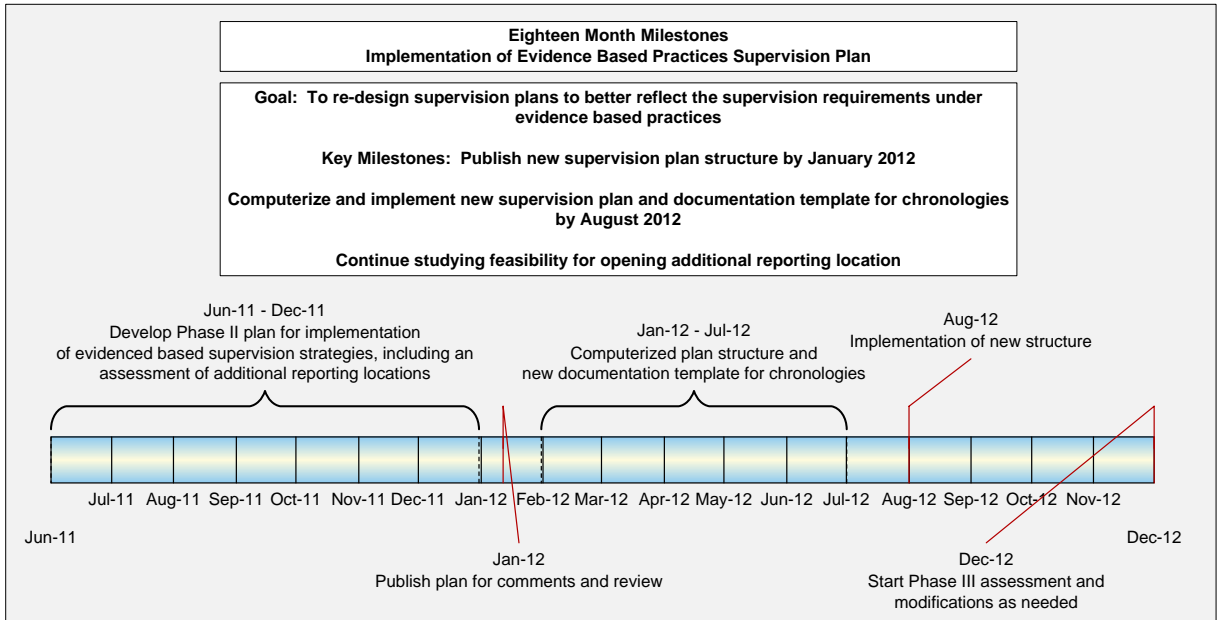 Eighteen Month Milestones
Implementation of Evidence Based Practices Supervision Plan
Goal:  To re-design supervision plans to better reflect the supervision requirements under
evidence based practices
Key Milestones:  Publish new supervision plan structure by January 2012
Computerize and implement new supervision plan and documentation template for chronologies
by August 2012
Continue studying feasibility for opening additional reporting location
Jun-11 - Dec-11
Develop Phase II plan for implementation
of evidenced based supervision strategies, including an
assessment of additional reporting locations
Jan-12 - Jul-12
Computerized plan structure and
new documentation template for chronologies
Aug-12
Implementation of new structure
Jul-11 Aug-11 Sep-11 Oct-11 Nov-11 Dec-11 Jan-12 Feb-12 Mar-12 Apr-12 May-12 Jun-12 Jul-12 Aug-12 Sep-12 Oct-12 Nov-12
Jun-11
Dec-12
Jan-12
Publish plan for comments and review
Dec-12
Start Phase III assessment and
modifications as needed